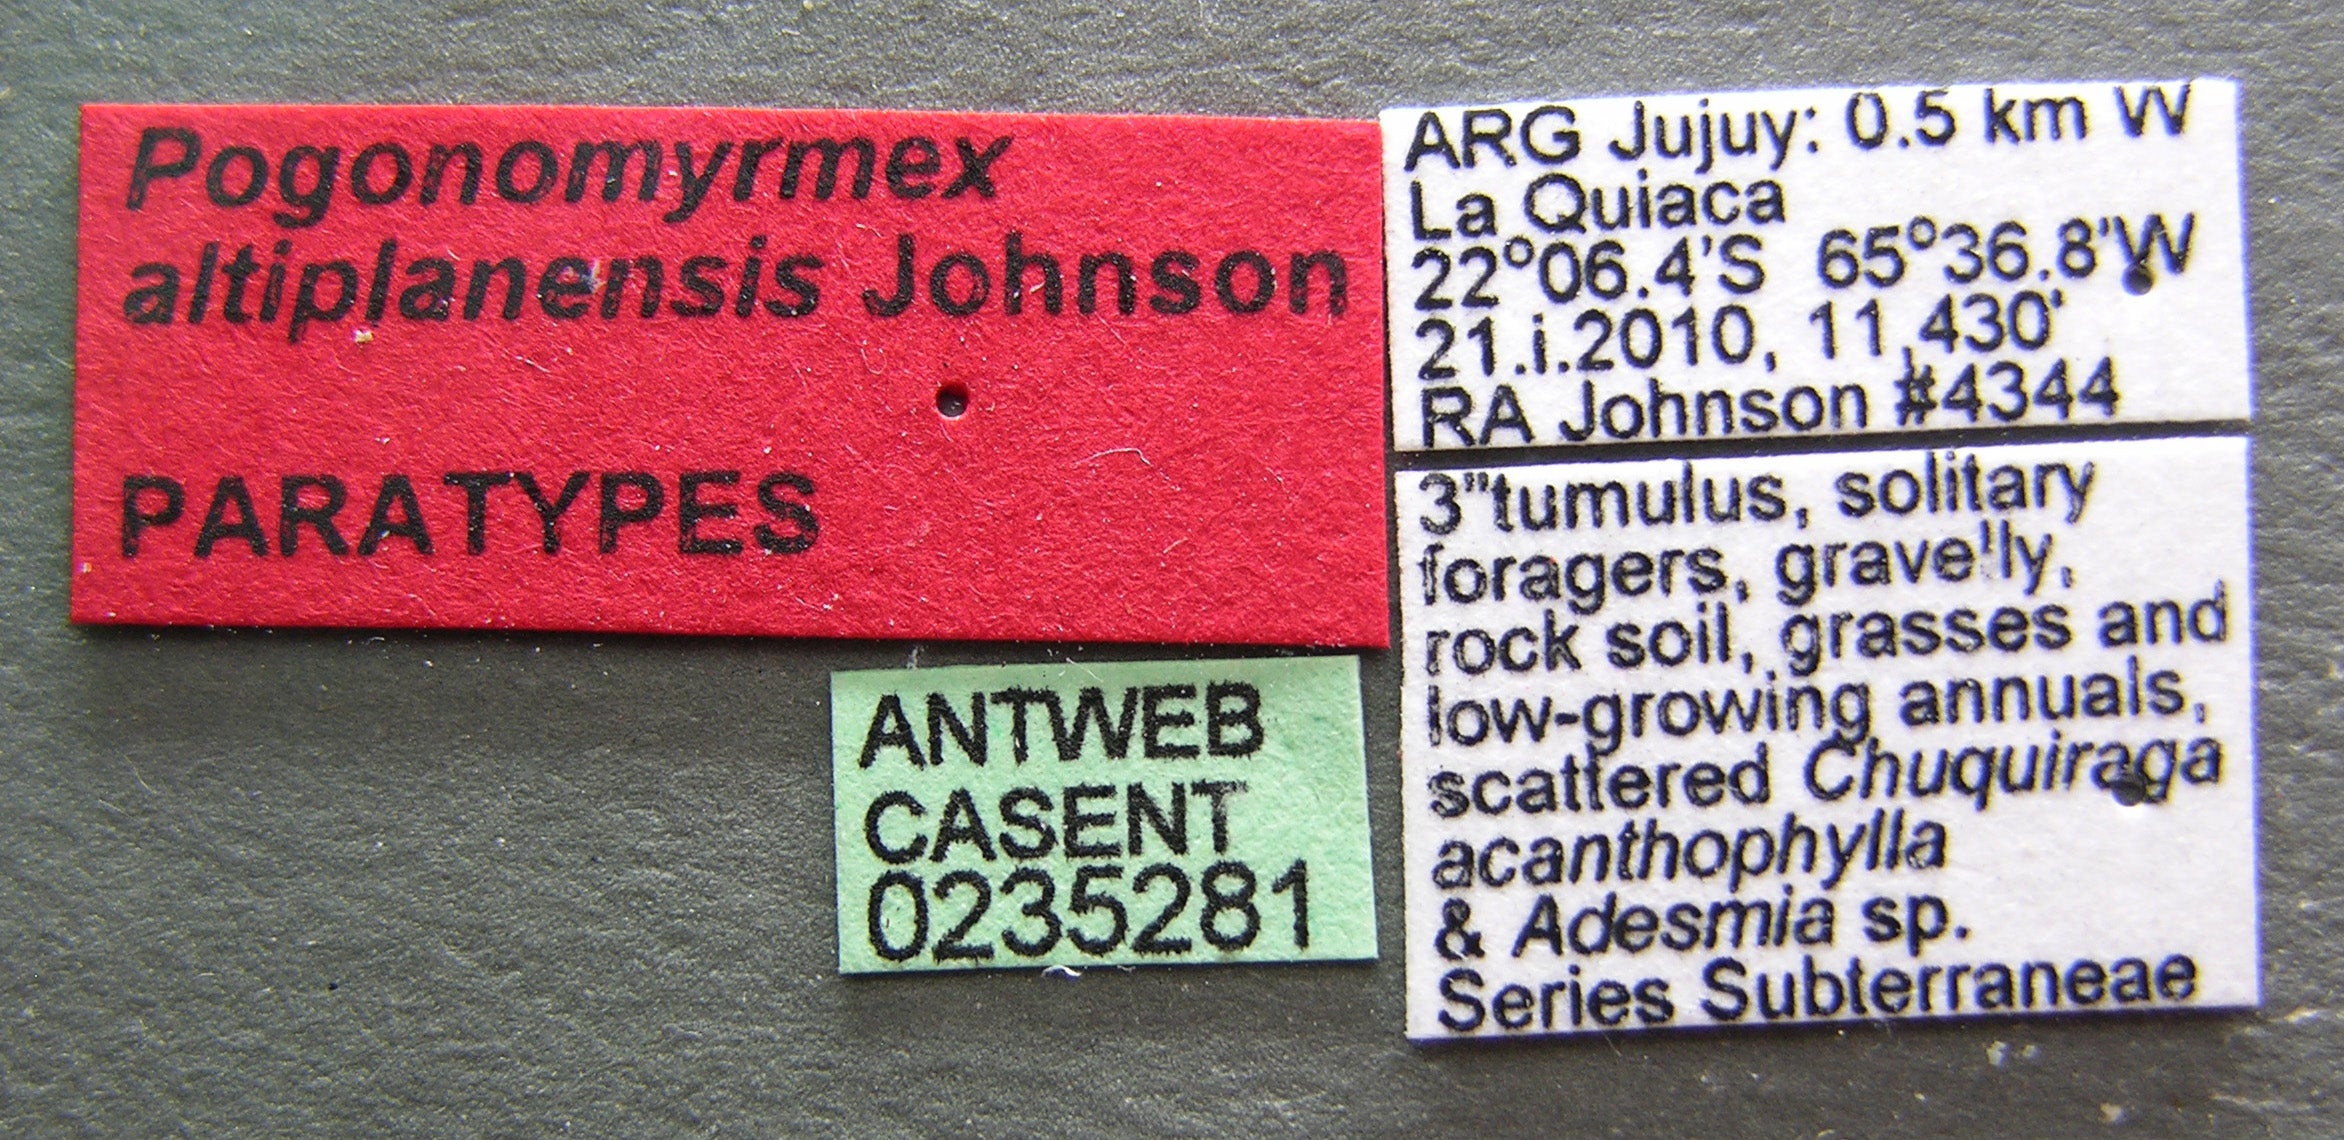 Pogonomyrmex
altiplanensis Johnson
PARATYPES
ANTWEB
CASENT
0235281
ARG Jujuy: 0.5 km W
La Quiaca
22°06.4'S 65°36.8'W
21.i.2010, 11,430'
RA Johnson #4344
3"tumulus, solitary
foragers, gravelly,
rock soil, grasses and
low-growing annuals,
scattered Chuquiraga
acanthophylla
& Adesmia sp.
Series Subterraneae